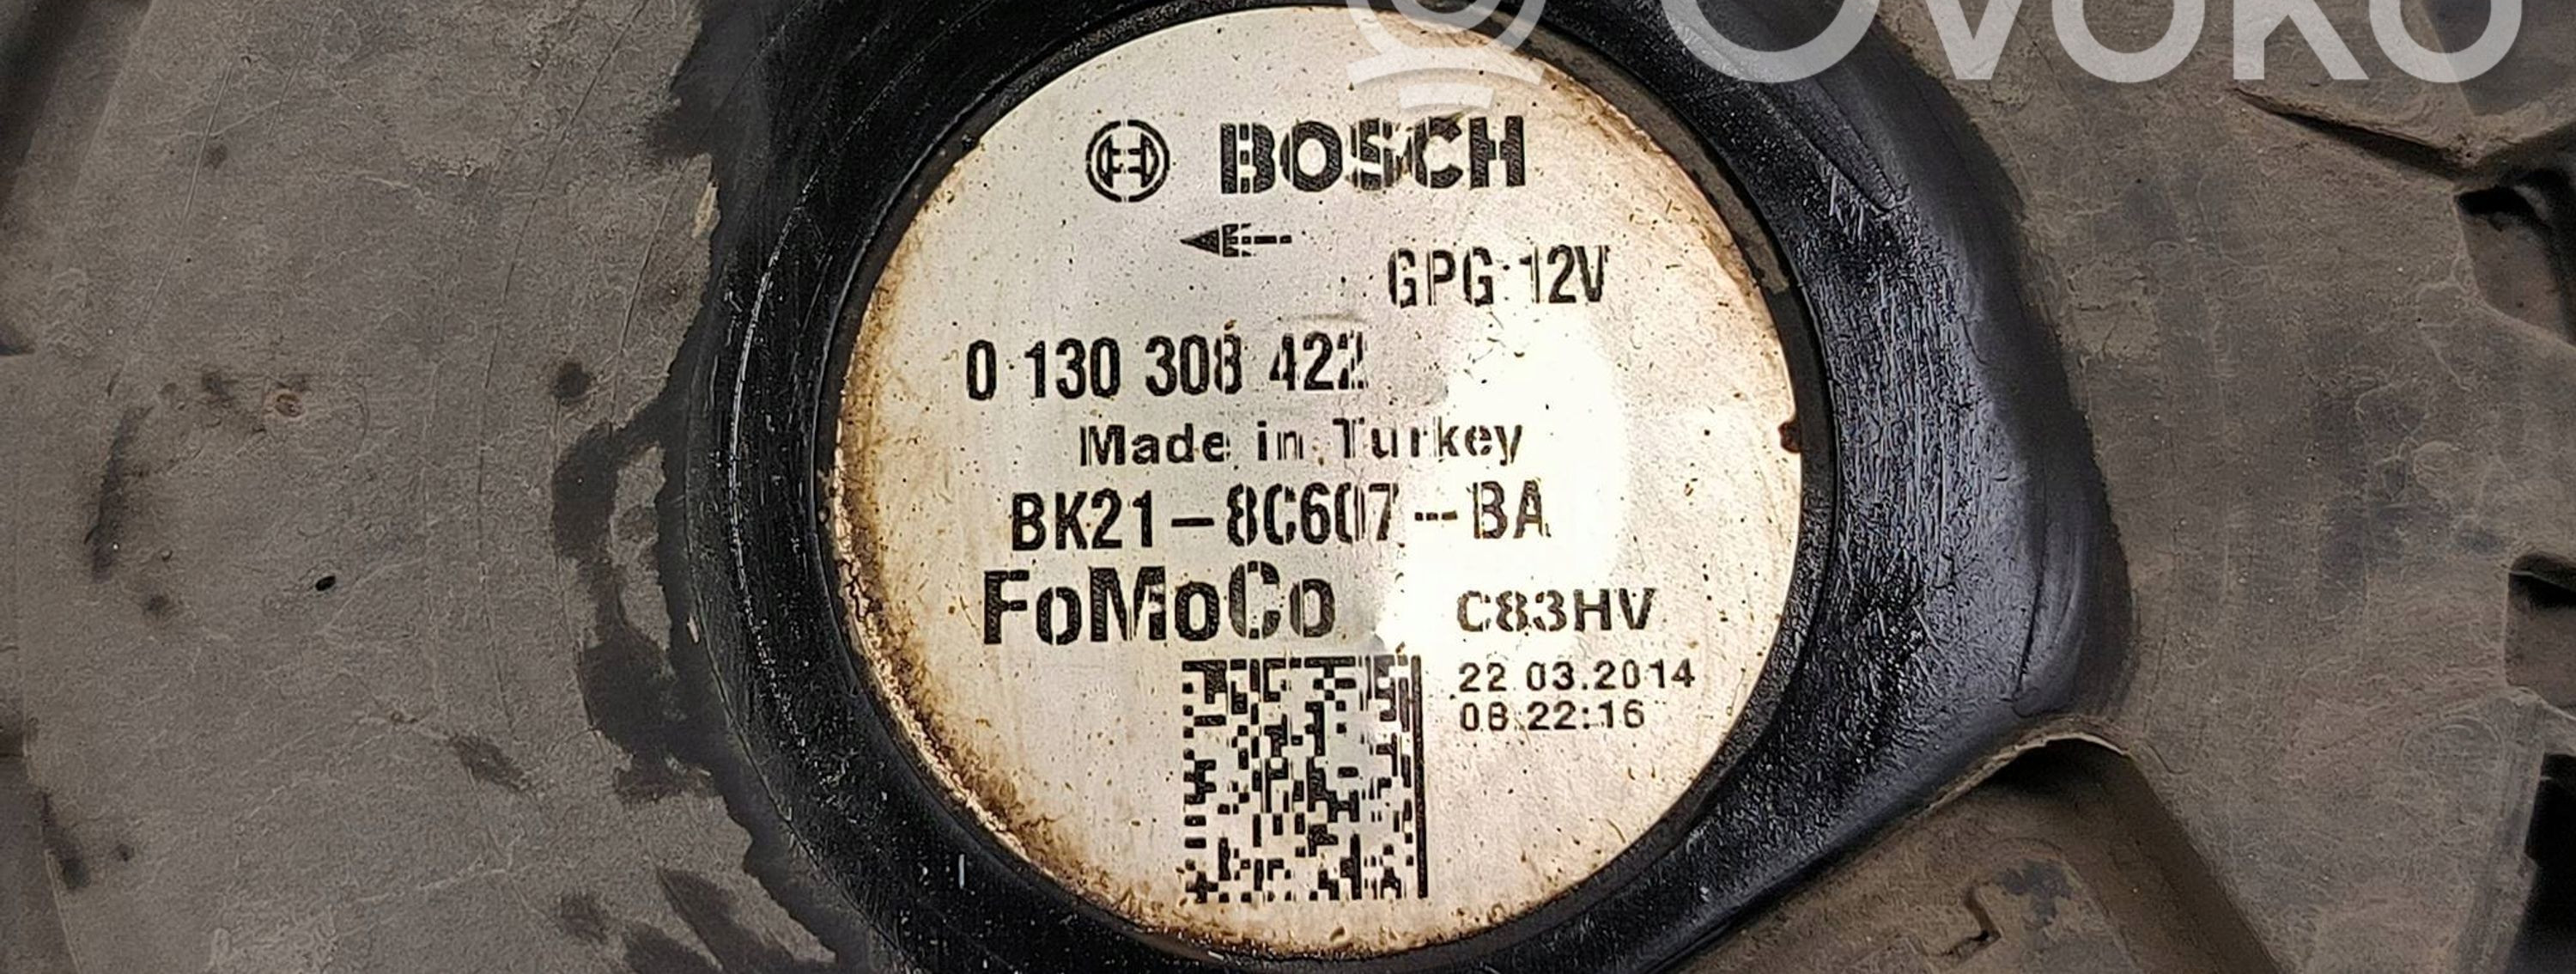 OVOKO
BOSCH
GPG 12V
0 130 308 422
Made in Turkey
BK21-8C607-BA
FoMoCo C83HV
22.03.2014
08:22:16